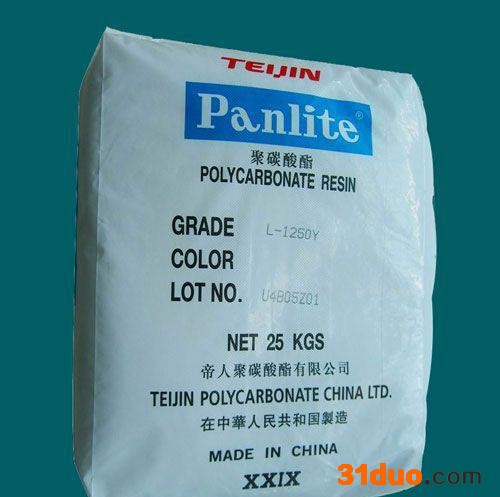 TEIJIN
Panlite®
聚碳酸酯
POLYCARBONATE RESIN
GRADE L-1250Y
COLOR
LOT NO. U4B05Z01
NET 25 KGS
帝人聚碳酸酯有限公司
TEIJIN POLYCARBONATE CHINA LTD.
在中華人民共和国製造
MADE IN CHINA
XXIX
31duo.com